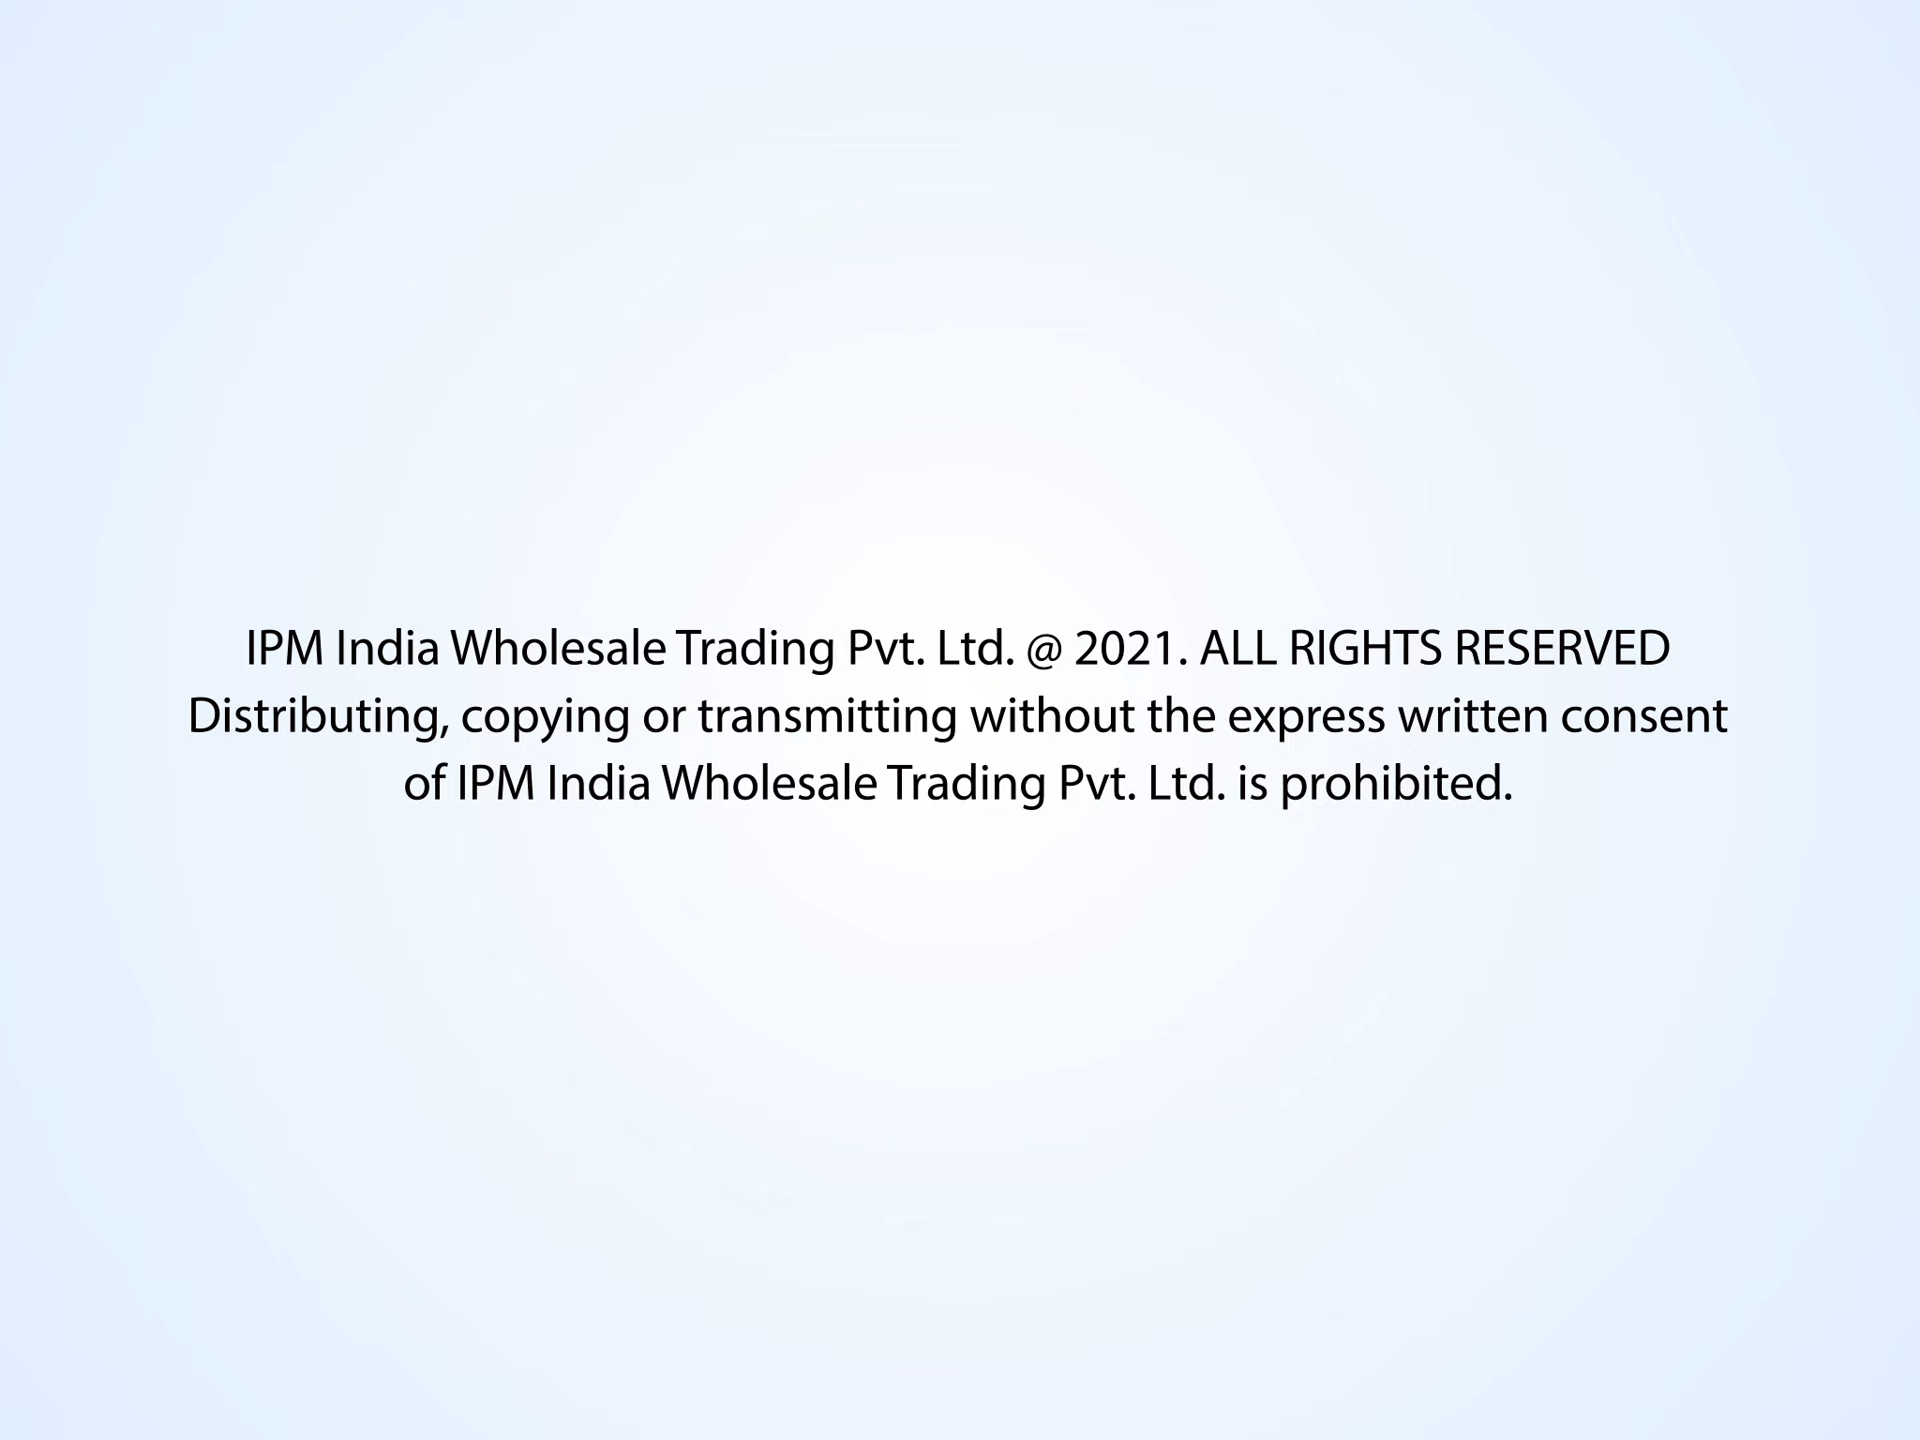 IPM India Wholesale Trading Pvt. Ltd. @ 2021. ALL RIGHTS RESERVED
Distributing, copying or transmitting without the express written consent
of IPM India Wholesale Trading Pvt. Ltd. is prohibited.